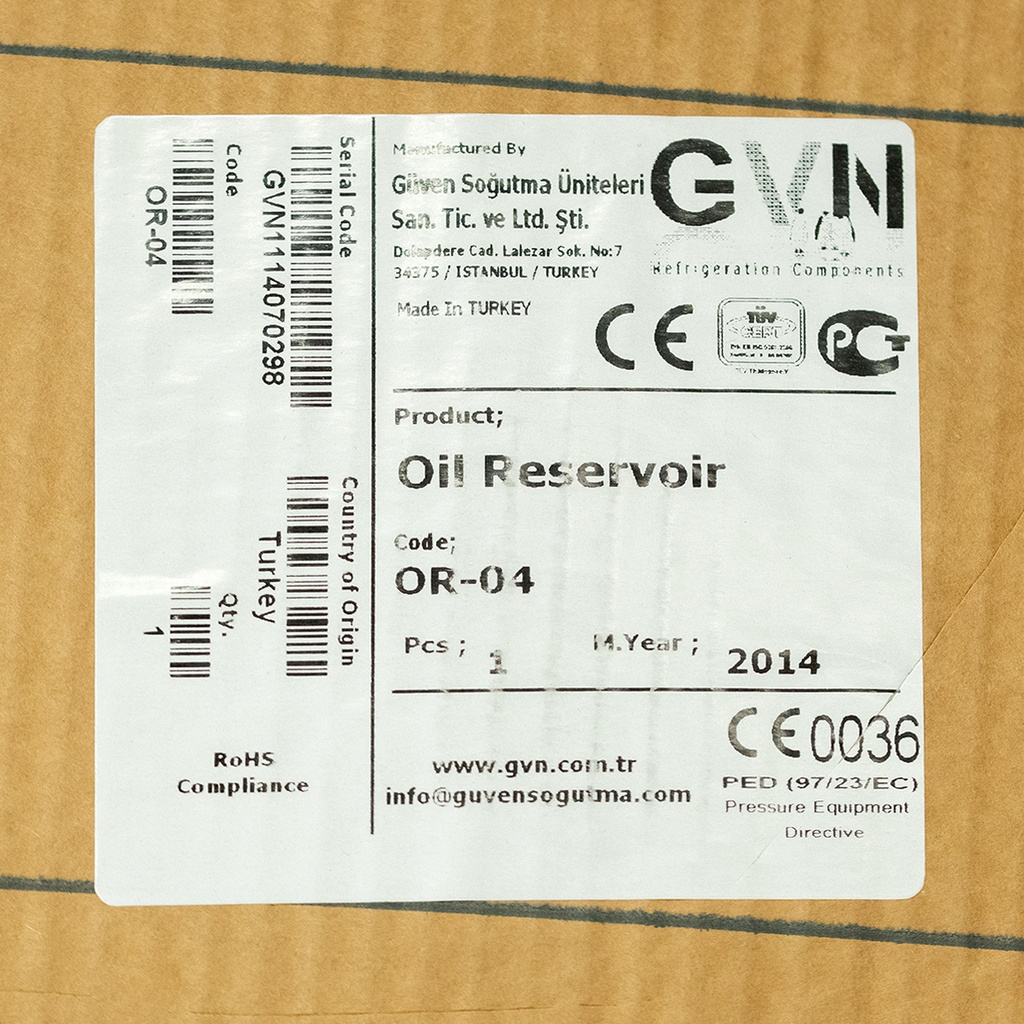 Serial Code
GVN1114070298
Code
OR-04
Country of Origin
Turkey
Qty.
1
RoHS
Compliance
Manufactured By
Güven Soğutma Üniteleri
San. Tic. ve Ltd. Şti.
Dolapdere Cad. Lalezar Sok. No:7
34375 / ISTANBUL / TURKEY
Made In TURKEY
GVN
Refrigeration Components
CE
TÜV
CERT
PCT
Product;
Oil Reservoir
Code;
OR-04
Pcs ; 1 M.Year ; 2014
www.gvn.com.tr
info@guvensogutma.com
CE0036
PED (97/23/EC)
Pressure Equipment
Directive